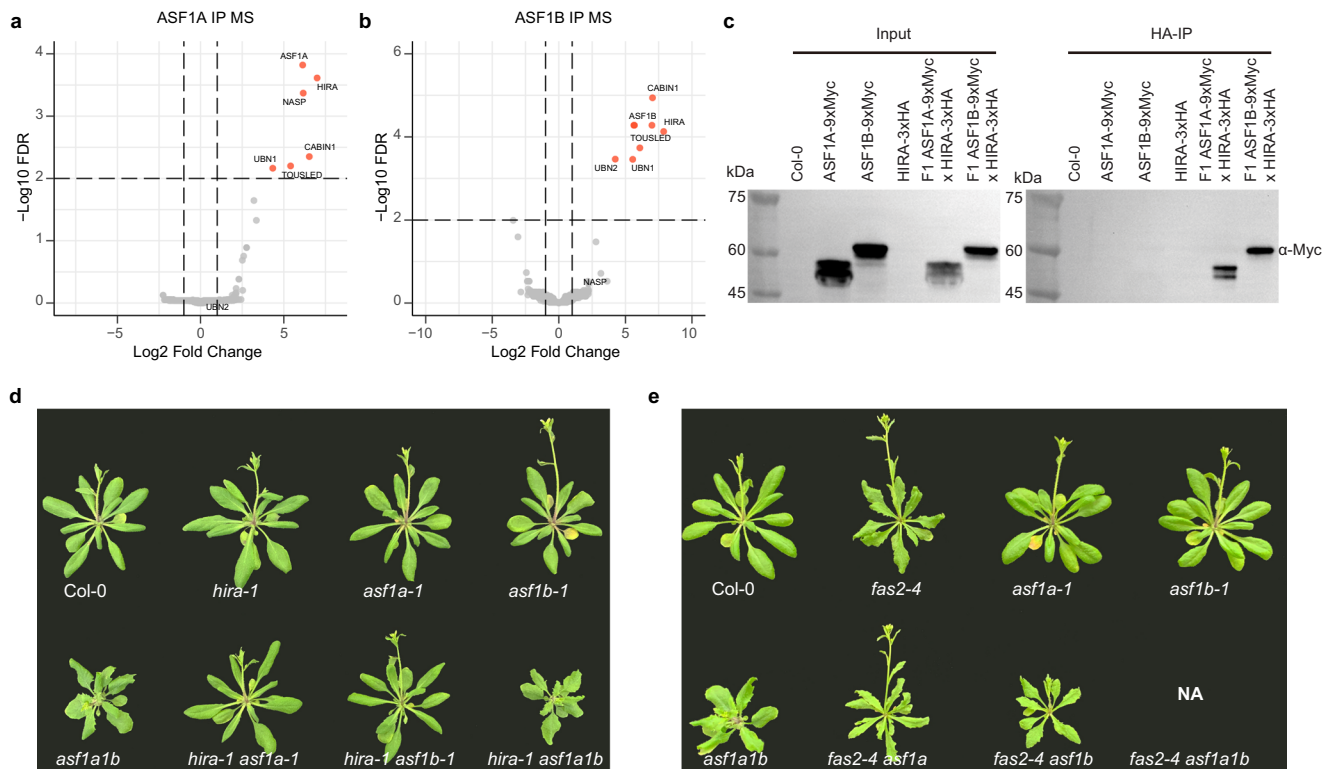 a
ASF1A IP MS
−Log10 FDR
4
3
2
1
0
ASF1A
HIRA
NASP
CABIN1
UBN1
TOUSLED
UBN2
−5
0
5
Log2 Fold Change
b
ASF1B IP MS
−Log10 FDR
6
4
2
0
CABIN1
ASF1B
HIRA
TOUSLED
UBN2
UBN1
NASP
−10
−5
0
5
10
Log2 Fold Change
c
Input
HA-IP
Col-0
ASF1A-9xMyc
ASF1B-9xMyc
HIRA-3xHA
F1 ASF1A-9xMyc
x HIRA-3xHA
F1 ASF1B-9xMyc
x HIRA-3xHA
Col-0
ASF1A-9xMyc
ASF1B-9xMyc
HIRA-3xHA
F1 ASF1A-9xMyc
x HIRA-3xHA
F1 ASF1B-9xMyc
x HIRA-3xHA
kDa
75
60
45
kDa
75
60
45
α-Myc
d
Col-0
hira-1
asf1a-1
asf1b-1
asf1a1b
hira-1 asf1a-1
hira-1 asf1b-1
hira-1 asf1a1b
e
Col-0
fas2-4
asf1a-1
asf1b-1
NA
asf1a1b
fas2-4 asf1a
fas2-4 asf1b
fas2-4 asf1a1b